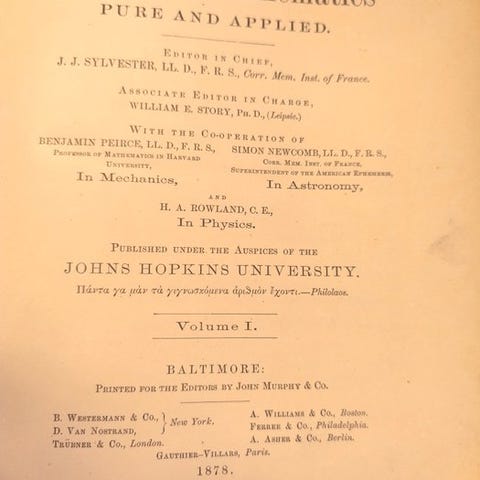 PURE AND APPLIED.
EDITOR IN CHIEF,
J. J. SYLVESTER, LL. D., F. R. S., Corr. Mem. Inst. of France.
ASSOCIATE EDITOR IN CHARGE,
WILLIAM E. STORY, PH. D., (Leipsic.)
WITH THE CO-OPERATION OF
BENJAMIN PEIRCE, LL. D., F. R. S.,
PROFESSOR OF MATHEMATICS IN HARVARD
UNIVERSITY,
In Mechanics,
SIMON NEWCOMB, LL. D., F. R. S.,
CORR. MEM. INST. OF FRANCE,
SUPERINTENDENT OF THE AMERICAN EPHEMERIS,
In Astronomy,
AND
H. A. ROWLAND, C. E.,
In Physics.
PUBLISHED UNDER THE AUSPICES OF THE
JOHNS HOPKINS UNIVERSITY.
Πάντα γα μὰν τὰ γιγνωσκόμενα ἀριθμὸν ἔχοντι.—Philolaos.
Volume I.
BALTIMORE:
PRINTED FOR THE EDITORS BY JOHN MURPHY & CO.
B. WESTERMANN & CO.,
D. VAN NOSTRAND,
} New York.
TRÜBNER & CO., London.
A. WILLIAMS & CO., Boston.
FERREE & CO., Philadelphia.
A. ASHER & CO., Berlin.
GAUTHIER-VILLARS, Paris.
1878.